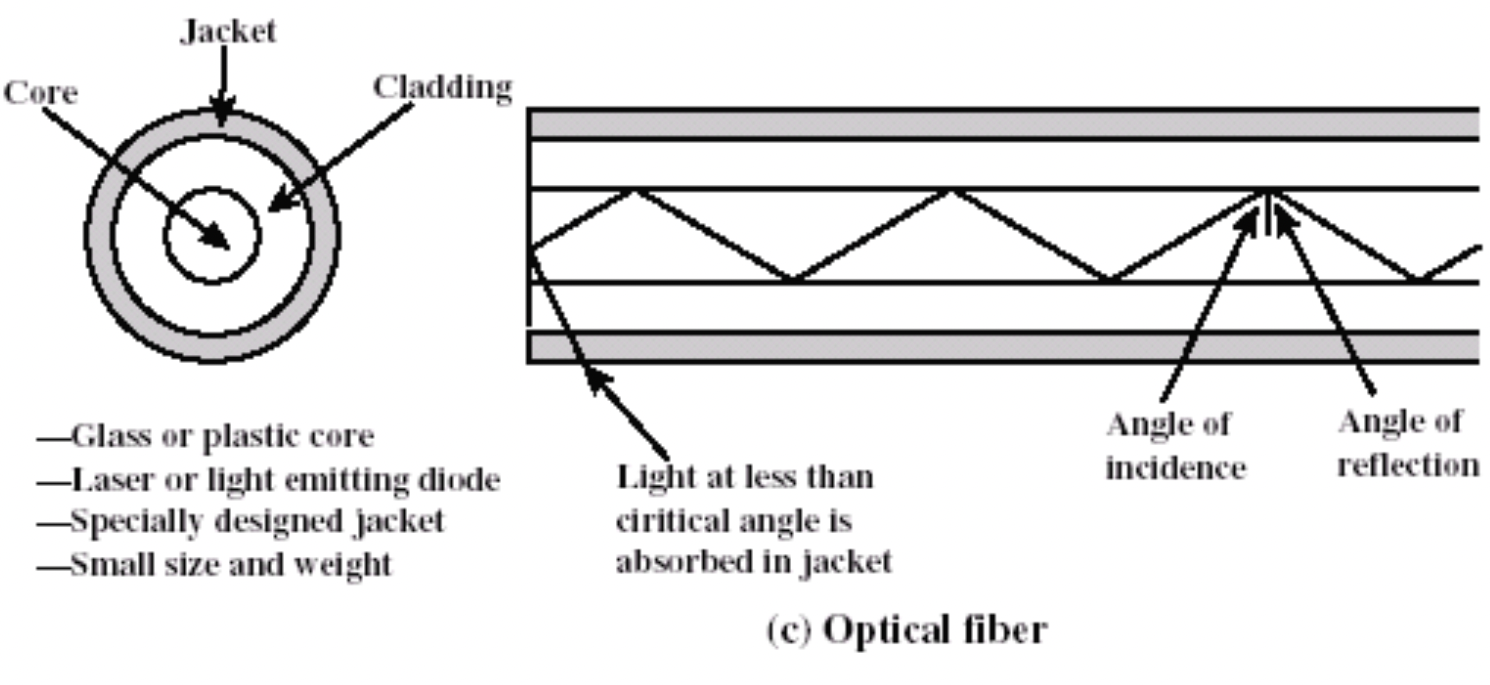 Jacket
Core
Cladding
—Glass or plastic core
—Laser or light emitting diode
—Specially designed jacket
—Small size and weight
Light at less than
ciritical angle is
absorbed in jacket
Angle of
incidence
Angle of
reflection
(c) Optical fiber